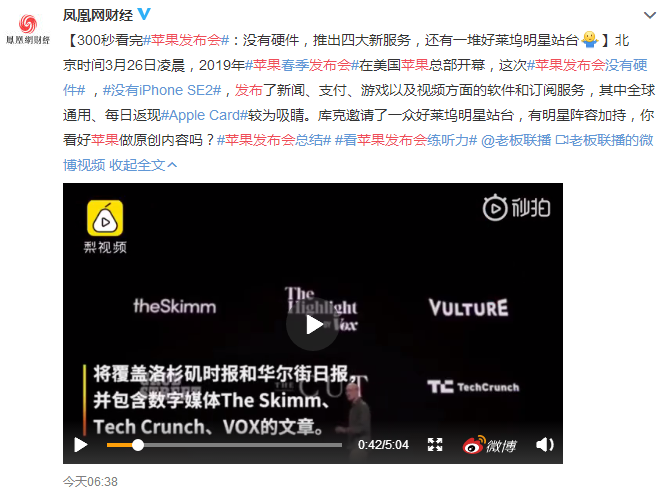 凤凰网财经
【300秒看完#苹果发布会#：没有硬件，推出四大新服务，还有一堆好莱坞明星站台】北
京时间3月26日凌晨，2019年#苹果春季发布会#在美国苹果总部开幕，这次#苹果发布会没有硬
件#，#没有iPhone SE2#，发布了新闻、支付、游戏以及视频方面的软件和订阅服务，其中全球
通用、每日返现#Apple Card#较为吸睛。库克邀请了一众好莱坞明星站台，有明星阵容加持，你
看好苹果做原创内容吗？#苹果发布会总结# #看苹果发布会练听力# @老板联播 老板联播的微
博视频 收起全文
鳳凰網财經
梨视频
秒拍
theSkimm
The Highlight by Vox
VULTURE
THE CUT
TechCrunch
将覆盖洛杉矶时报和华尔街日报，
并包含数字媒体The Skimm、
Tech Crunch、VOX的文章。
0:42/5:04
微博
今天06:38